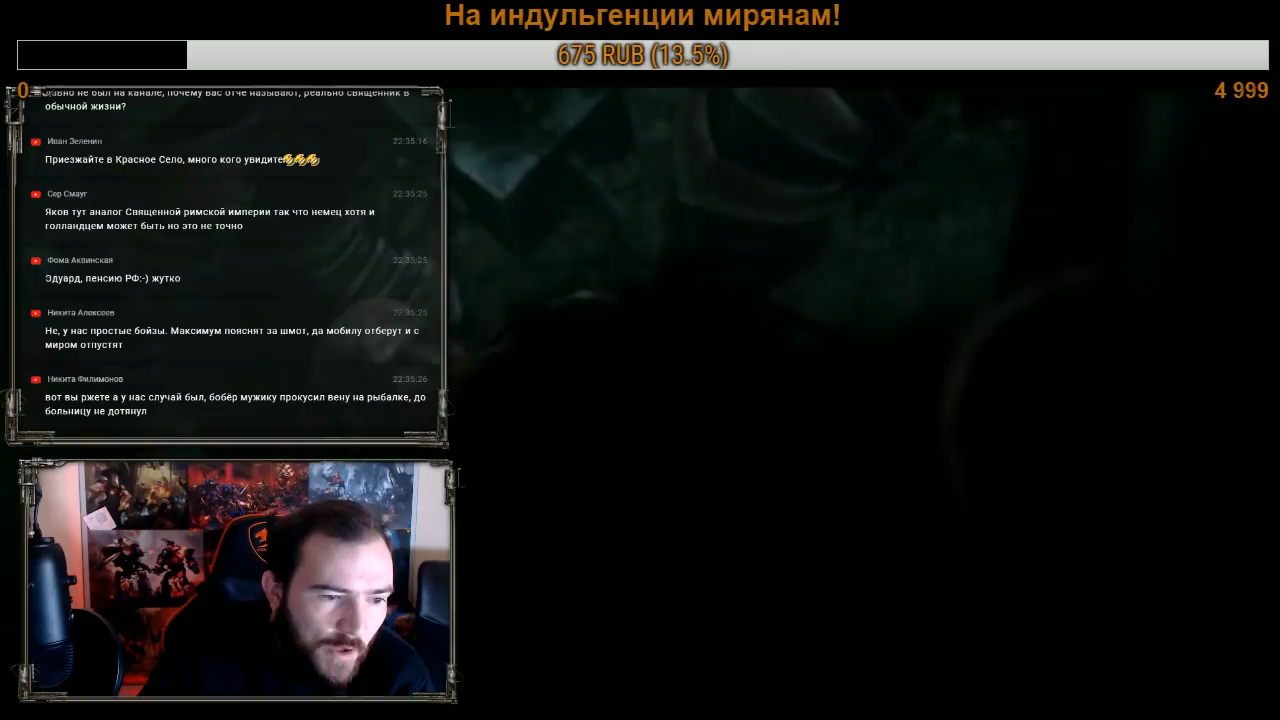 На индульгенции мирянам!
675 RUB (13.5%)
0
4 999
давно не был на канале, почему вас отче называют, реально священник в
обычной жизни?
Иван Зеленин 22:35:16
Приезжайте в Красное Село, много кого увидите🤣🤣🤣
Сер Смауг 22:35:25
Яков тут аналог Священной римской империи так что немец хотя и
голландцем может быть но это не точно
Фома Аквинская 22:35:25
Эдуард, пенсию РФ:-) жутко
Никита Алексеев 22:35:25
Не, у нас простые бойзы. Максимум пояснят за шмот, да мобилу отберут и с
миром отпустят
Никита Филимонов 22:35:26
вот вы ржете а у нас случай был, бобёр мужику прокусил вену на рыбалке, до
больницу не дотянул